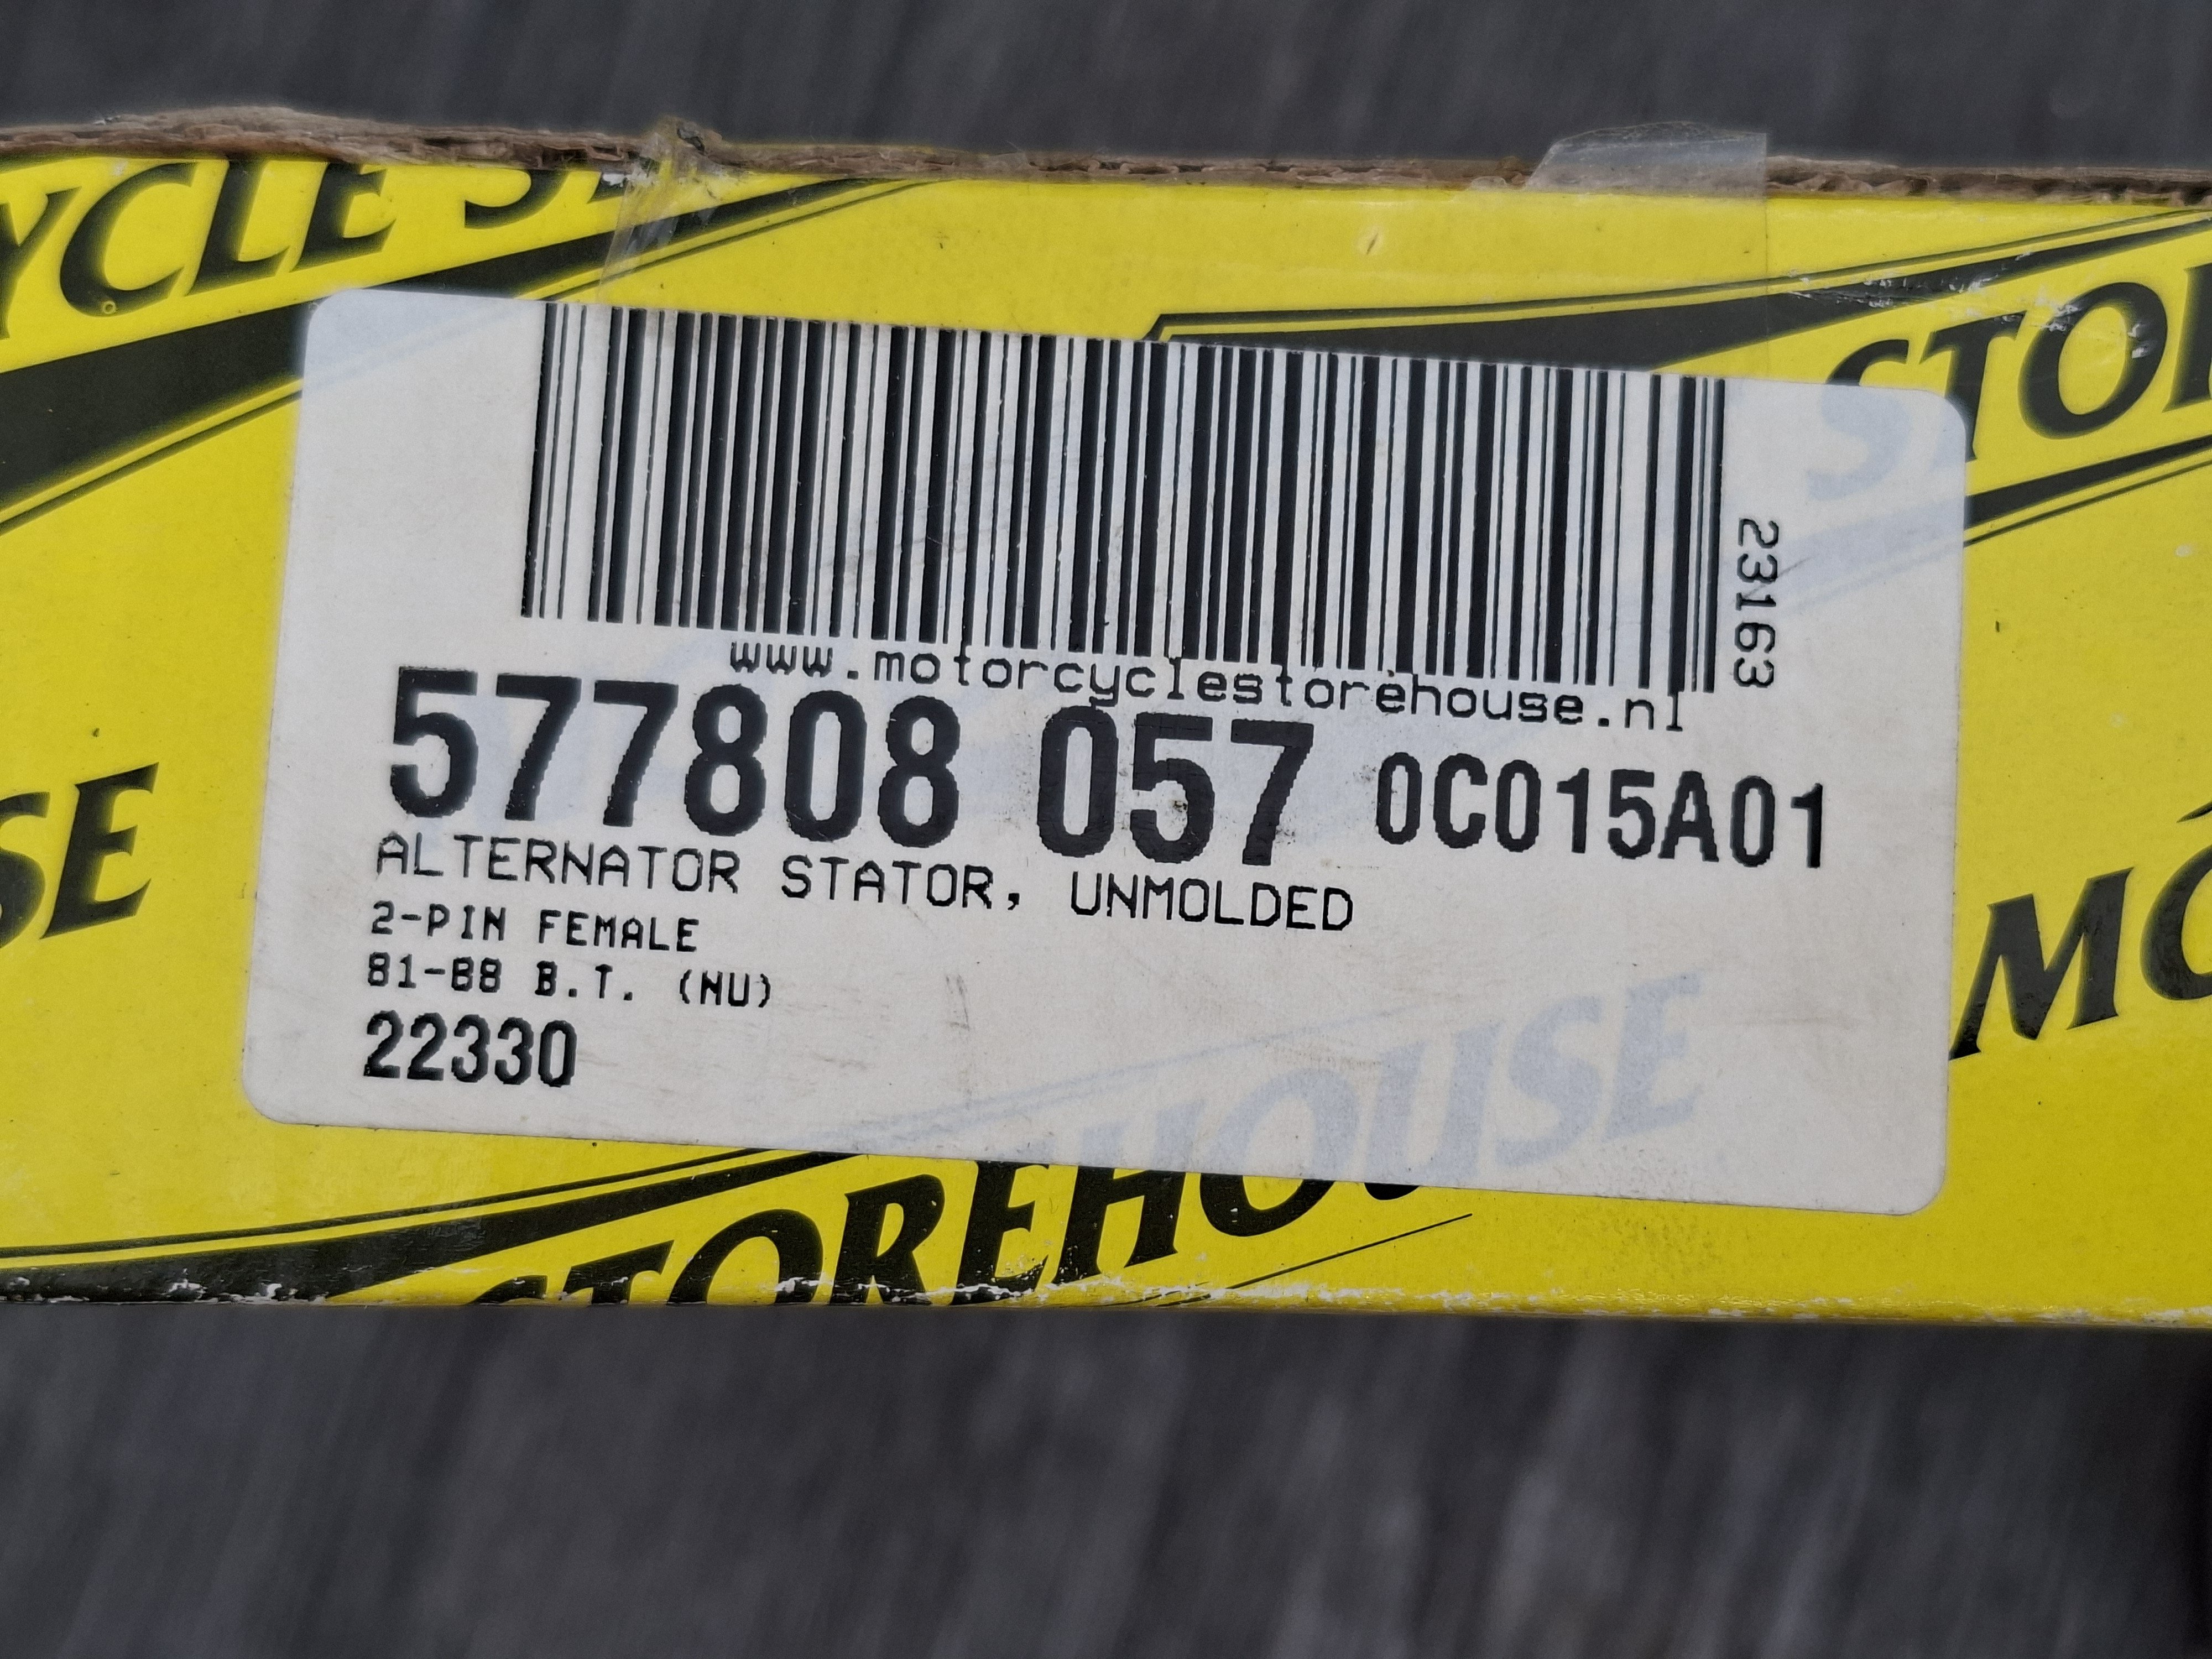 YCLE S
STO
23163
www.motorcyclestorehouse.nl
577808 057 0C015A01
ALTERNATOR STATOR, UNMOLDED
2-PIN FEMALE
81-88 B.T. (NU)
22330
SE
MO
STOREHOUSE